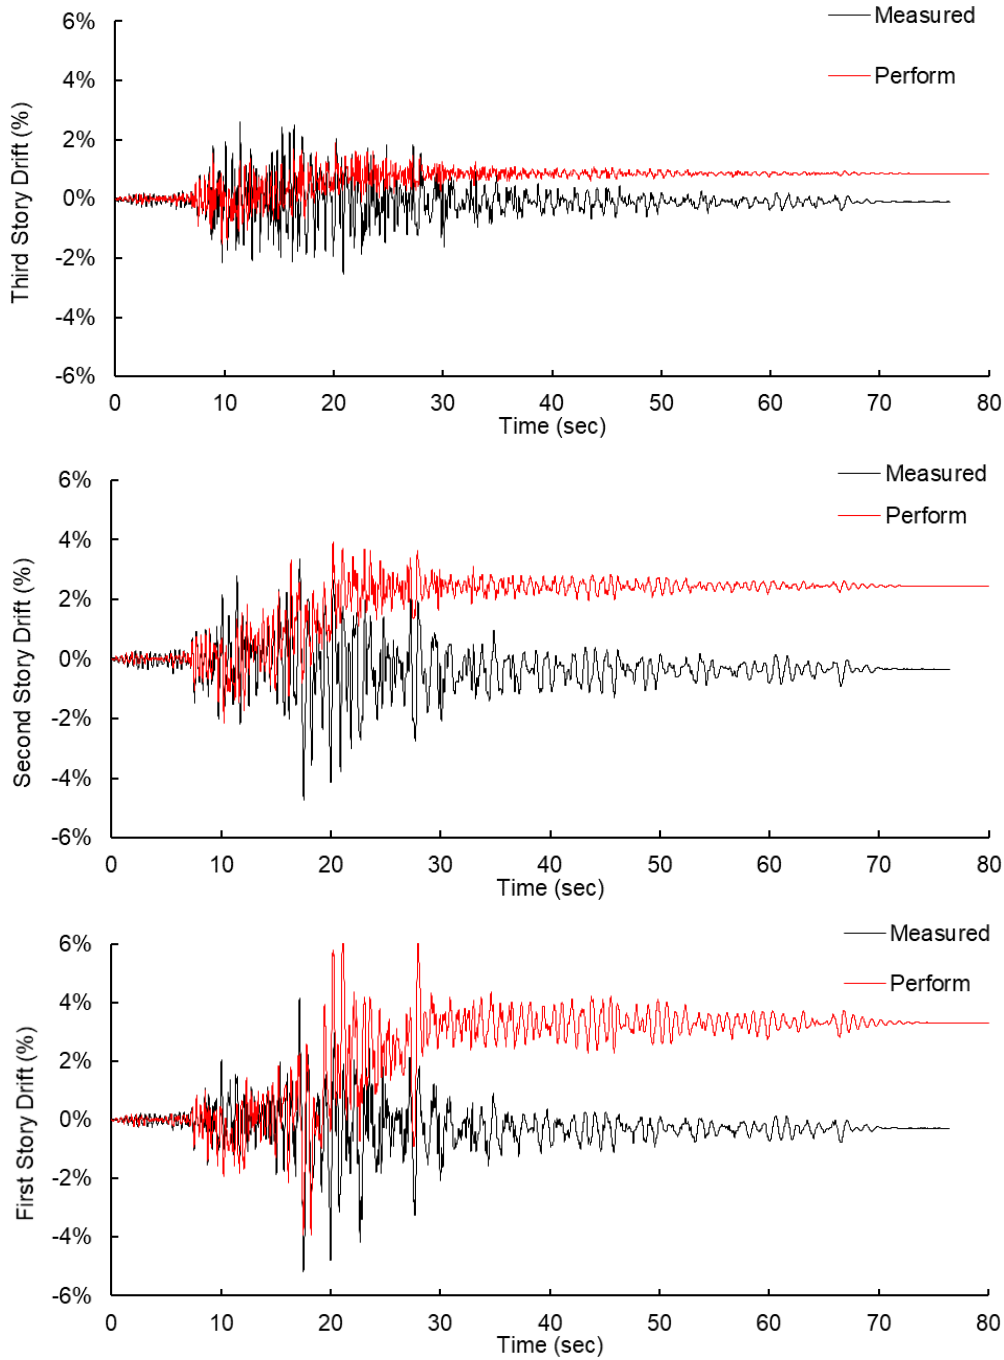 6%
Measured
4%
Perform
2%
0%
-2%
-4%
-6%
Third Story Drift (%)
0 10 20 30 40 50 60 70 80
Time (sec)
6%
Measured
4%
Perform
2%
0%
-2%
-4%
-6%
Second Story Drift (%)
0 10 20 30 40 50 60 70 80
Time (sec)
6%
Measured
4%
Perform
2%
0%
-2%
-4%
-6%
First Story Drift (%)
0 10 20 30 40 50 60 70 80
Time (sec)